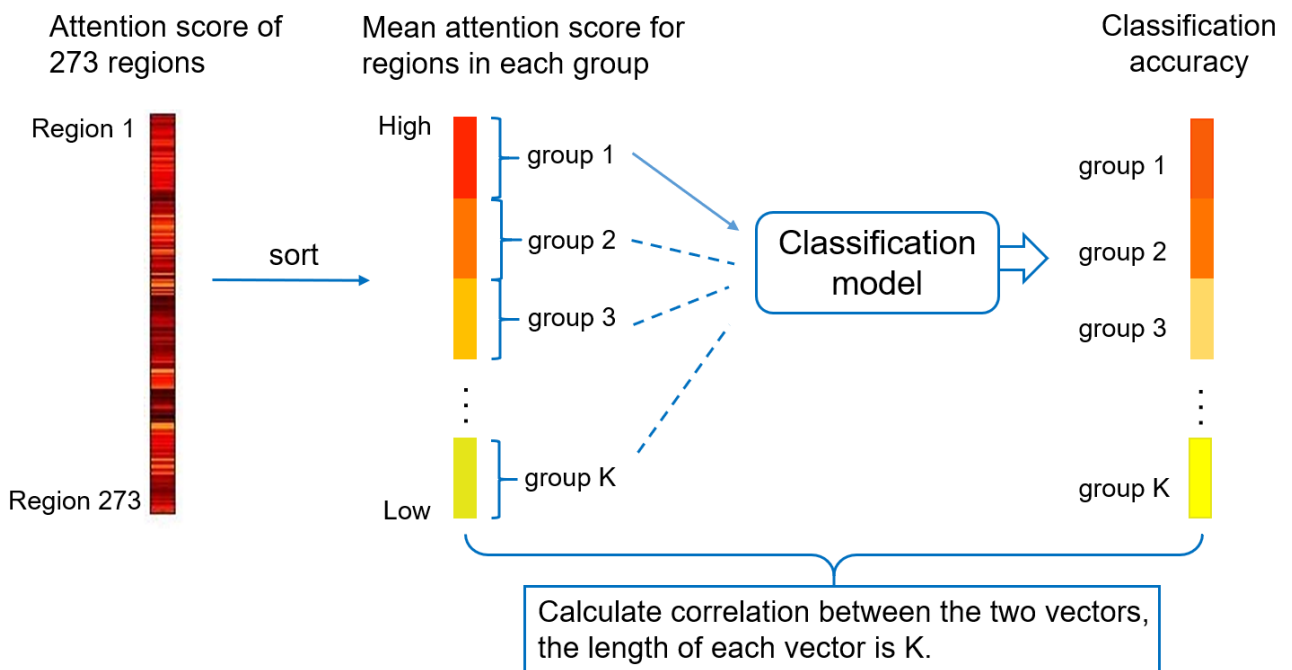 Attention score of
273 regions
Region 1
Region 273
sort
Mean attention score for
regions in each group
High
group 1
group 2
group 3
⋮
group K
Low
Classification
model
Classification
accuracy
group 1
group 2
group 3
⋮
group K
Calculate correlation between the two vectors,
the length of each vector is K.